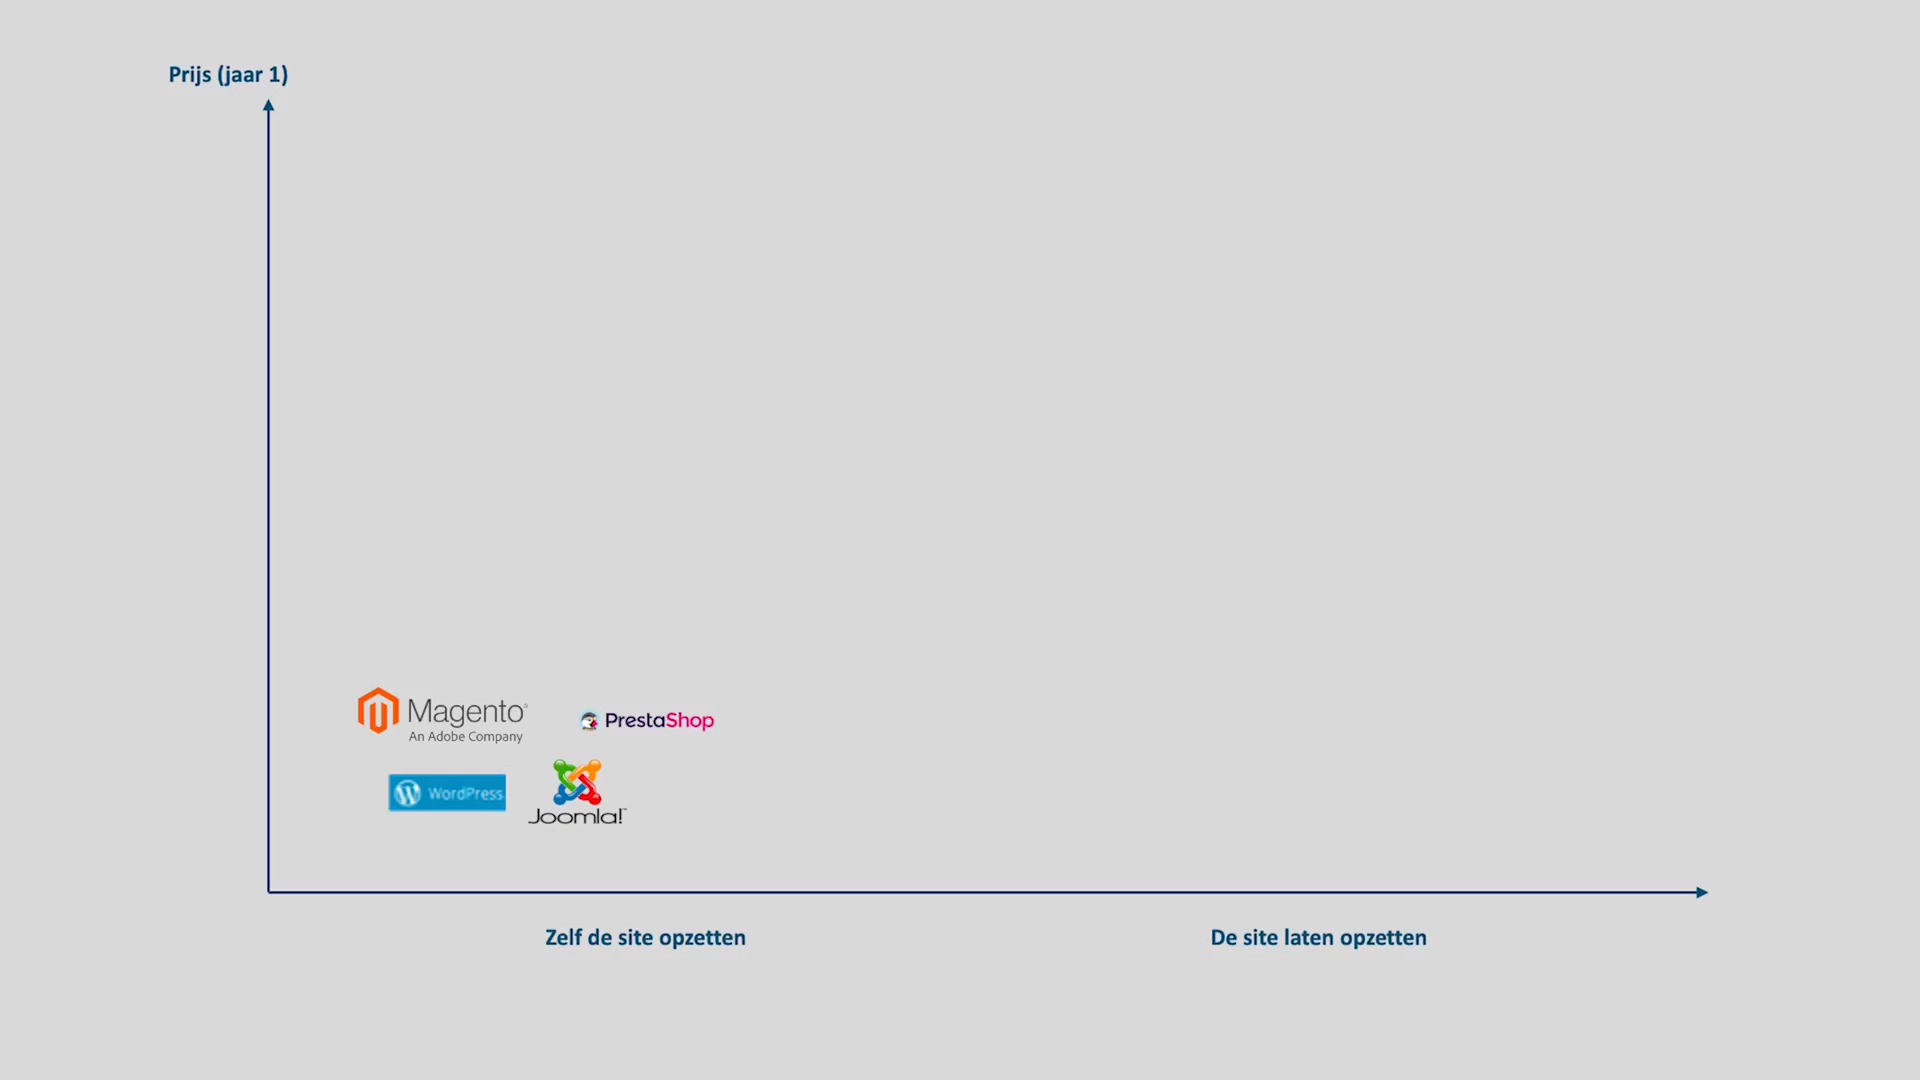 Prijs (jaar 1)
Magento
An Adobe Company
PrestaShop
WordPress
Joomla!
Zelf de site opzetten
De site laten opzetten